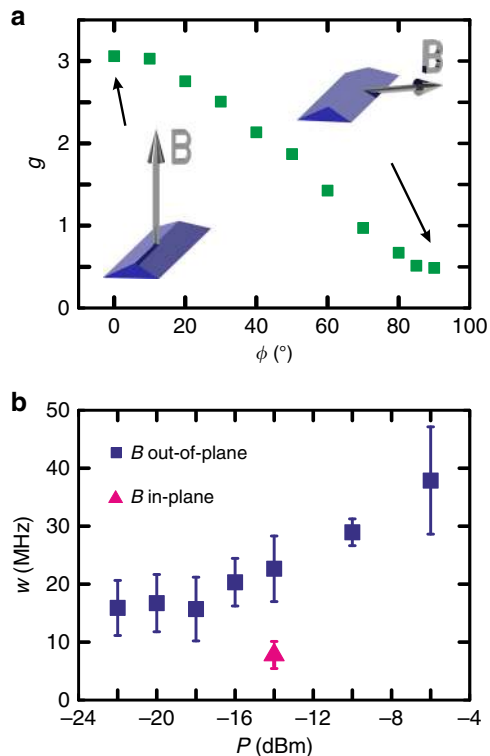 a
3
2
1
0
g
B
B
0
20
40
60
80
100
ϕ (°)
b
50
40
30
20
10
0
w (MHz)
B out-of-plane
B in-plane
−24
−20
−16
−12
−8
−4
P (dBm)